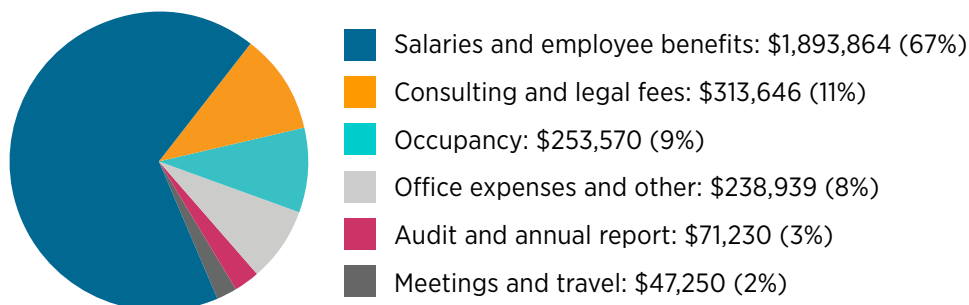 Salaries and employee benefits: $1,893,864 (67%)
Consulting and legal fees: $313,646 (11%)
Occupancy: $253,570 (9%)
Office expenses and other: $238,939 (8%)
Audit and annual report: $71,230 (3%)
Meetings and travel: $47,250 (2%)